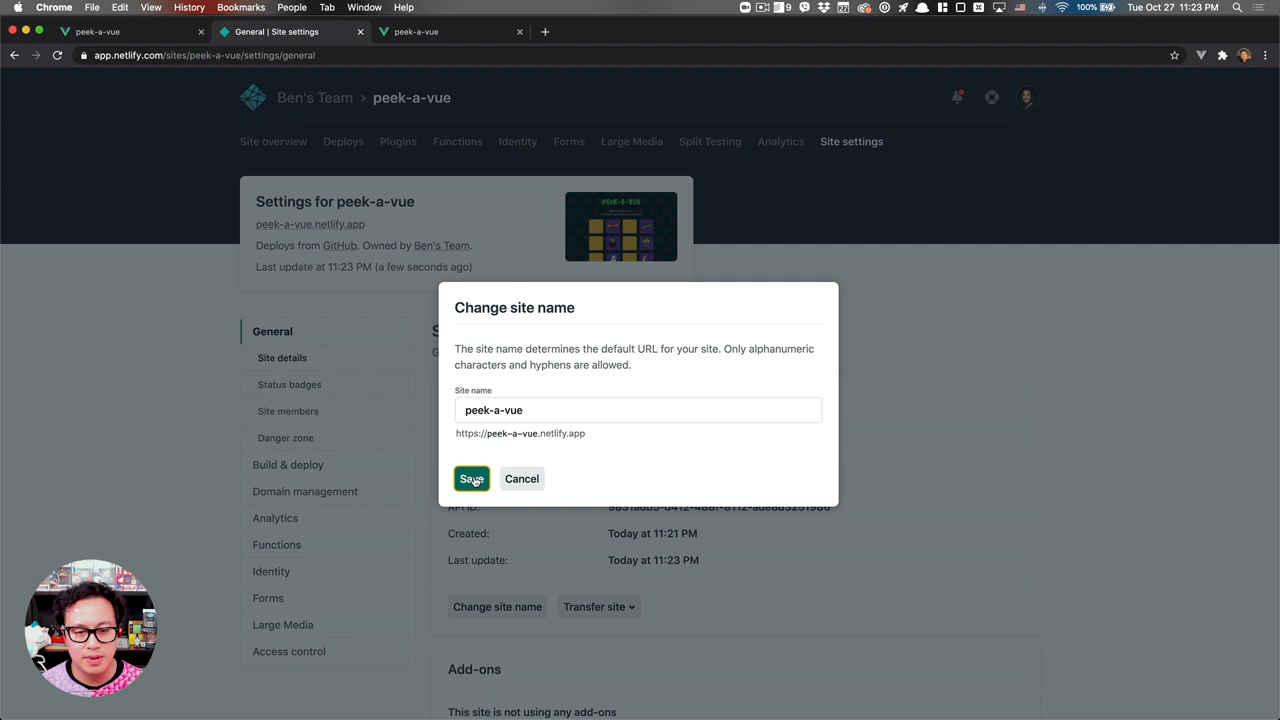 Chrome File Edit View History Bookmarks People Tab Window Help
100% Tue Oct 27 11:23 PM
peek-a-vue
General | Site settings
peek-a-vue
app.netlify.com/sites/peek-a-vue/settings/general
Ben's Team > peek-a-vue
Site overview Deploys Plugins Functions Identity Forms Large Media Split Testing Analytics Site settings
Settings for peek-a-vue
peek-a-vue.netlify.app
Deploys from GitHub. Owned by Ben's Team.
Last update at 11:23 PM (a few seconds ago)
PEEK-A-VUE
General
Site details
Status badges
Site members
Danger zone
Build & deploy
Domain management
Analytics
Functions
Identity
Forms
Large Media
Access control
Change site name
The site name determines the default URL for your site. Only alphanumeric
characters and hyphens are allowed.
Site name
peek-a-vue
https://peek-a-vue.netlify.app
Save Cancel
API ID:
Created: Today at 11:21 PM
Last update: Today at 11:23 PM
Change site name Transfer site
Add-ons
This site is not using any add-ons